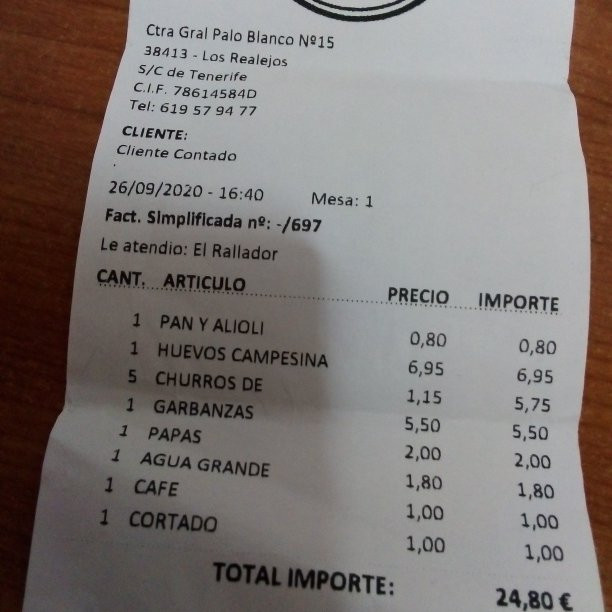 Ctra Gral Palo Blanco Nº15
38413 - Los Realejos
S/C de Tenerife
C.I.F. 78614584D
Tel: 619 57 94 77
CLIENTE:
Cliente Contado
26/09/2020 - 16:40 Mesa: 1
Fact. Simplificada nº: -/697
Le atendio: El Rallador
CANT. ARTICULO PRECIO IMPORTE
1 PAN Y ALIOLI 0,80 0,80
1 HUEVOS CAMPESINA 6,95 6,95
5 CHURROS DE 1,15 5,75
1 GARBANZAS 5,50 5,50
1 PAPAS 2,00 2,00
1 AGUA GRANDE 1,80 1,80
1 CAFE 1,00 1,00
1 CORTADO 1,00 1,00
TOTAL IMPORTE: 24,80 €